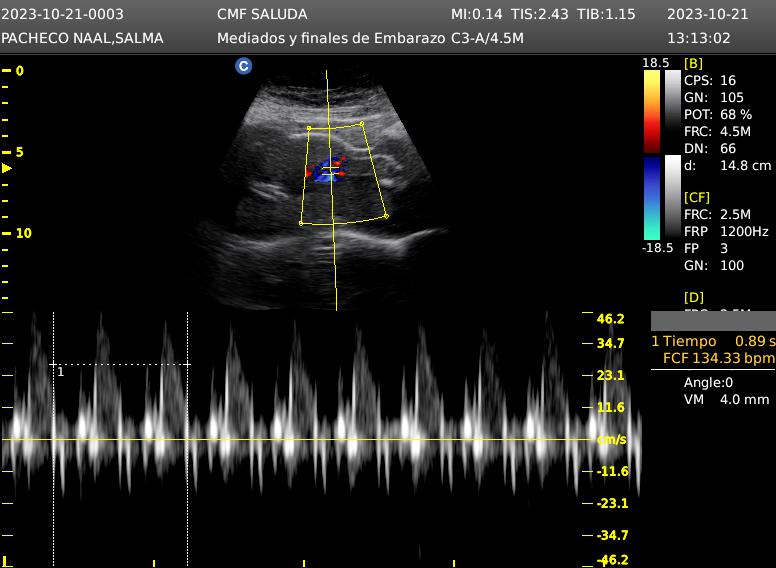 2023-10-21-0003 CMF SALUDA MI:0.14 TIS:2.43 TIB:1.15 2023-10-21
PACHECO NAAL,SALMA Mediados y finales de Embarazo C3-A/4.5M 13:13:02
C
0
5
10
18.5
-18.5
[B]
CPS: 16
GN: 105
POT: 68 %
FRC: 4.5M
DN: 66
d: 14.8 cm
[CF]
FRC: 2.5M
FRP 1200Hz
FP 3
GN: 100
[D]
1 Tiempo 0.89 s
FCF 134.33 bpm
Angle:0
VM 4.0 mm
1
46.2
34.7
23.1
11.6
cm/s
-11.6
-23.1
-34.7
-46.2